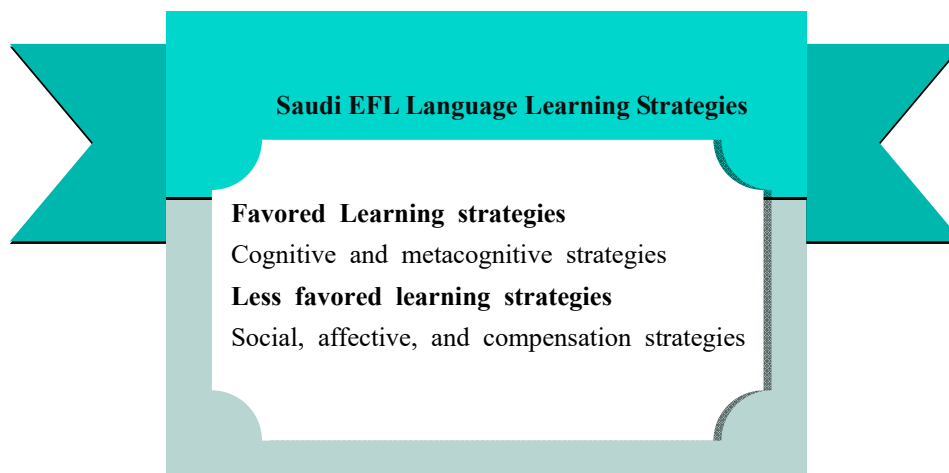 Saudi EFL Language Learning Strategies
Favored Learning strategies
Cognitive and metacognitive strategies
Less favored learning strategies
Social, affective, and compensation strategies